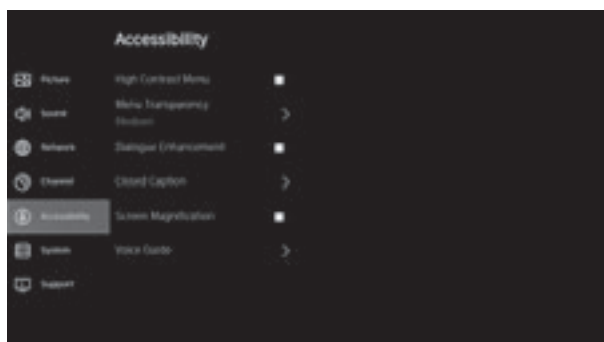 Accessibility
Picture
Sound
Network
Channel
Accessibility
System
Support
High Contrast Menu
Menu Transparency
Medium
Dialogue Enhancement
Closed Caption
Screen Magnification
Voice Guide